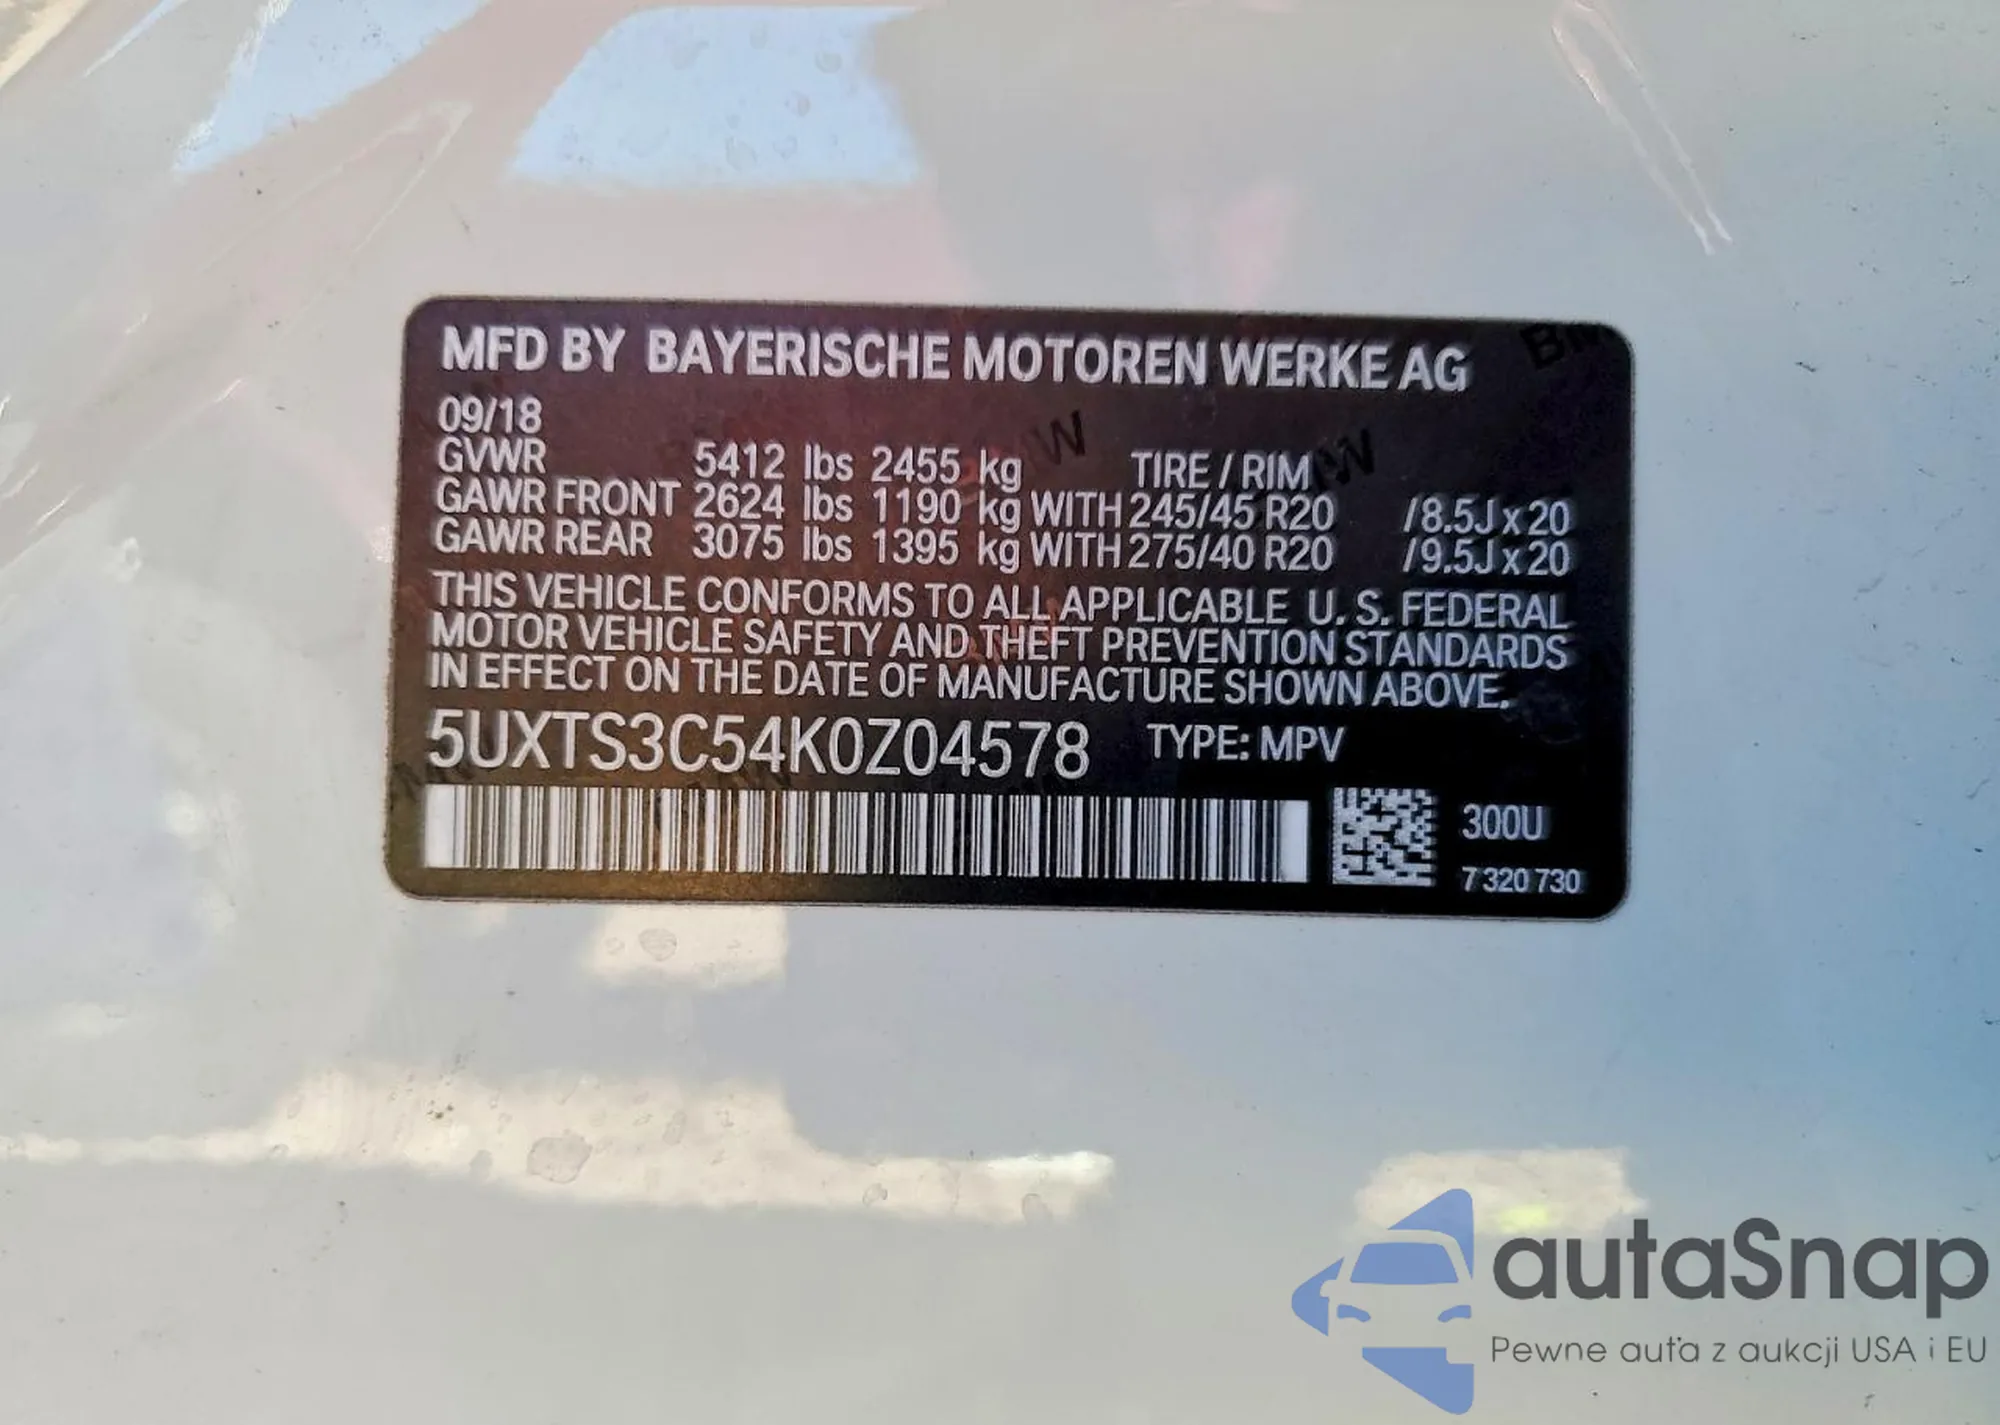 MFD BY BAYERISCHE MOTOREN WERKE AG
09/18
GVWR 5412 lbs 2455 kg TIRE / RIM
GAWR FRONT 2624 lbs 1190 kg WITH 245/45 R20 /8.5J x 20
GAWR REAR 3075 lbs 1395 kg WITH 275/40 R20 /9.5J x 20
THIS VEHICLE CONFORMS TO ALL APPLICABLE U. S. FEDERAL
MOTOR VEHICLE SAFETY AND THEFT PREVENTION STANDARDS
IN EFFECT ON THE DATE OF MANUFACTURE SHOWN ABOVE.
5UXTS3C54K0Z04578 TYPE: MPV
300U
7 320 730
autaSnap
Pewne auta z aukcji USA i EU